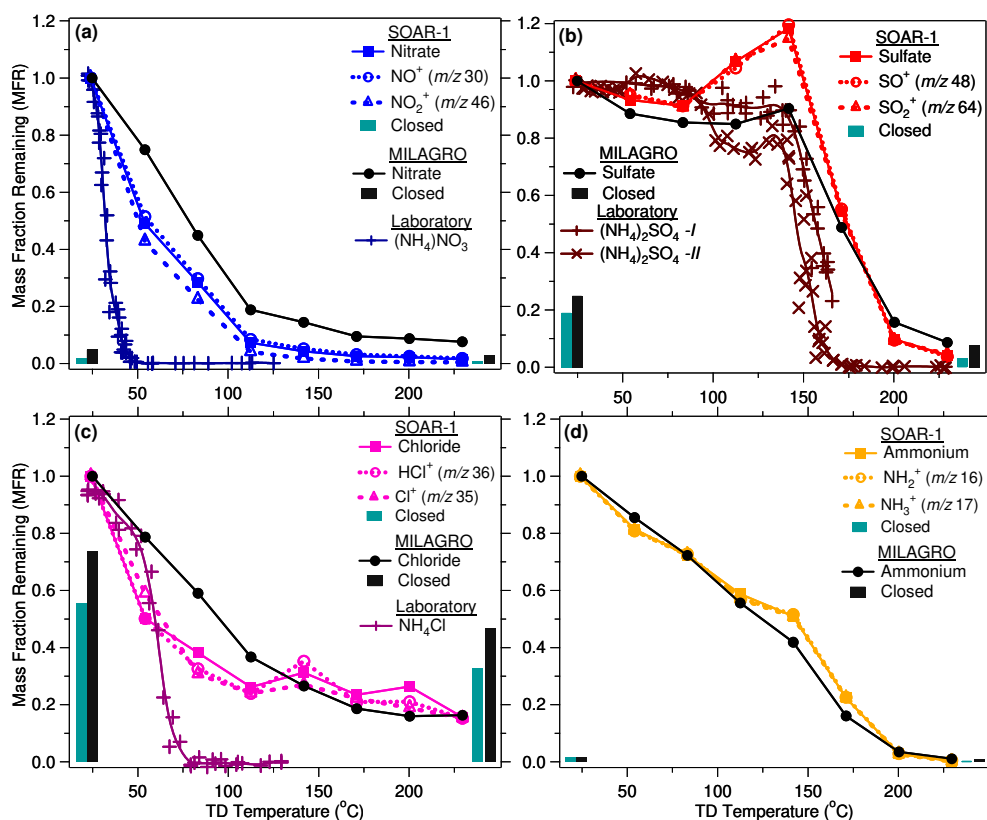 (a)
SOAR-1
Nitrate
NO⁺ (m/z 30)
NO₂⁺ (m/z 46)
Closed
MILAGRO
Nitrate
Closed
Laboratory
(NH₄)NO₃
Mass Fraction Remaining (MFR)
1.2
1.0
0.8
0.6
0.4
0.2
0.0
50 100 150 200
(b)
SOAR-1
Sulfate
SO⁺ (m/z 48)
SO₂⁺ (m/z 64)
Closed
MILAGRO
Sulfate
Closed
Laboratory
(NH₄)₂SO₄ -I
(NH₄)₂SO₄ -II
1.2
1.0
0.8
0.6
0.4
0.2
0.0
50 100 150 200
(c)
SOAR-1
Chloride
HCl⁺ (m/z 36)
Cl⁺ (m/z 35)
Closed
MILAGRO
Chloride
Closed
Laboratory
NH₄Cl
Mass Fraction Remaining (MFR)
1.2
1.0
0.8
0.6
0.4
0.2
0.0
50 100 150 200
TD Temperature (°C)
(d)
SOAR-1
Ammonium
NH₂⁺ (m/z 16)
NH₃⁺ (m/z 17)
Closed
MILAGRO
Ammonium
Closed
1.2
1.0
0.8
0.6
0.4
0.2
0.0
50 100 150 200
TD Temperature (°C)